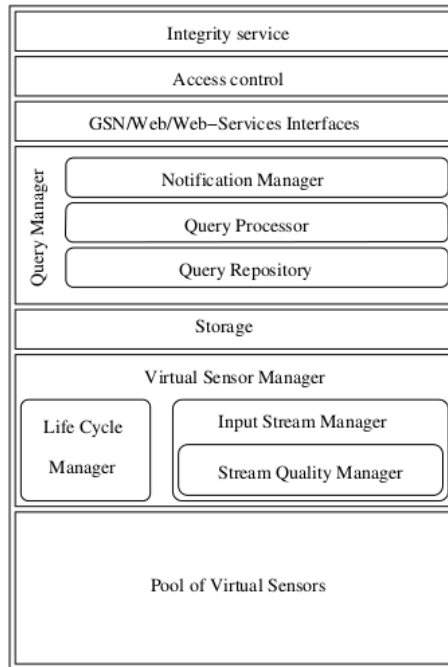 Integrity service
Access control
GSN/Web/Web−Services Interfaces
Query Manager
Notification Manager
Query Processor
Query Repository
Storage
Virtual Sensor Manager
Life Cycle
Manager
Input Stream Manager
Stream Quality Manager
Pool of Virtual Sensors